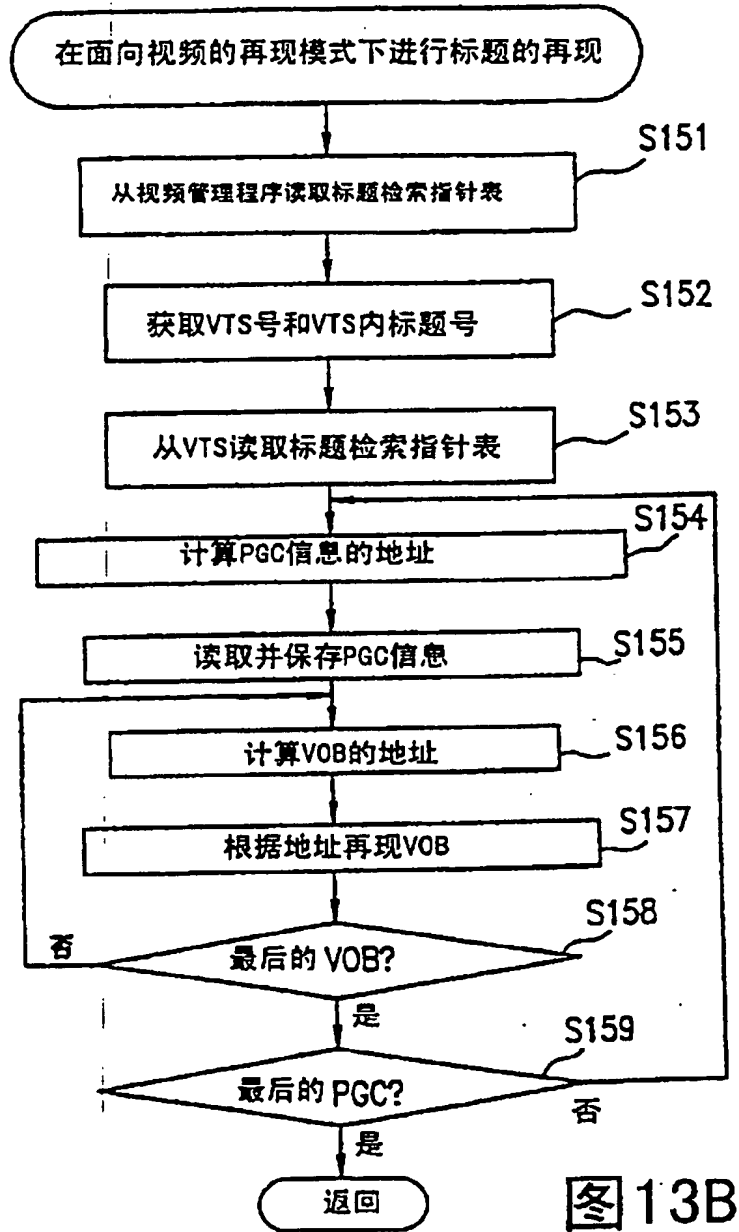 在面向视频的再现模式下进行标题的再现
S151
从视频管理程序读取标题检索指针表
S152
获取VTS号和VTS内标题号
S153
从VTS读取标题检索指针表
S154
计算PGC信息的地址
S155
读取并保存PGC信息
S156
计算VOB的地址
S157
根据地址再现VOB
S158
否
最后的 VOB?
是
S159
最后的 PGC?
否
是
返回
图13B